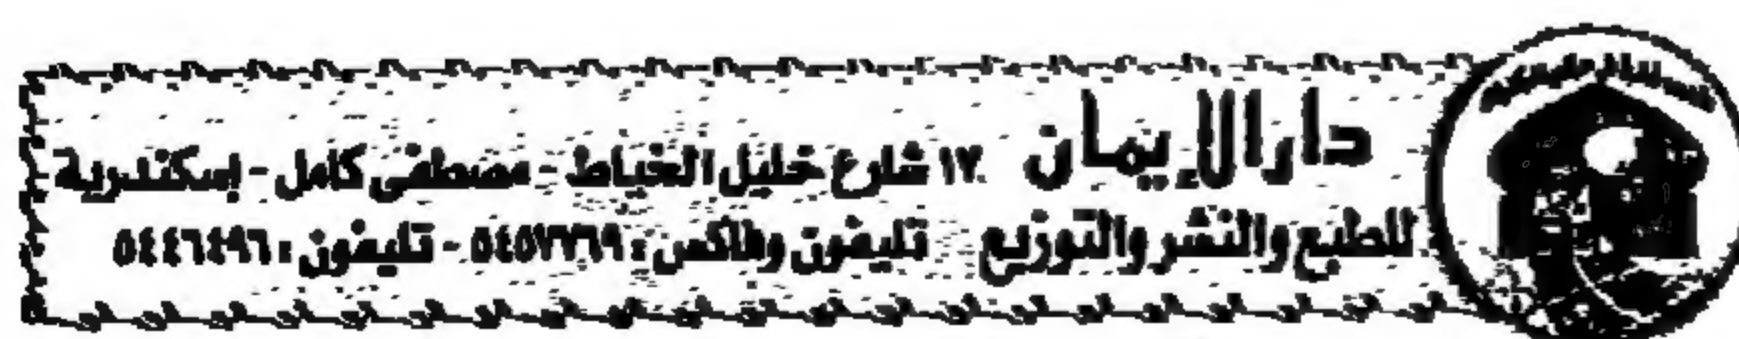 دار الإيمان ١٧ شارع خليل الخياط - مصطفى كامل - إسكندرية
للطبع والنشر والتوزيع تليفون وفاكس: ٥٤٥٧٧٦٩ - تليفون: ٥٤٤٦٤٩٦